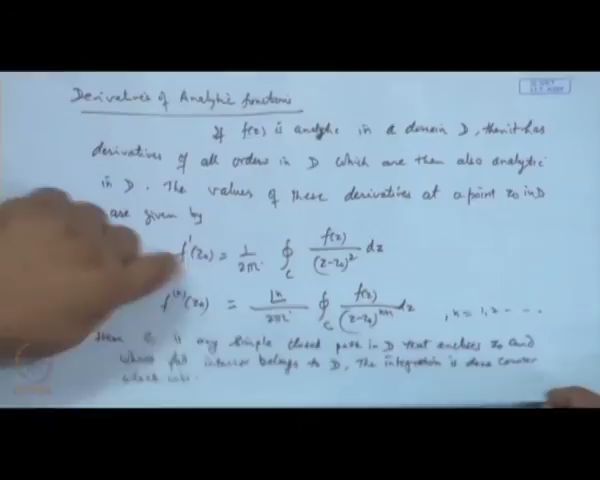 Derivatives of Analytic functions
If f(z) is analytic in a domain D, then it has
derivatives of all orders in D which are then also analytic
in D. The values of these derivatives at a point z₀ in D
are given by
f'(z₀) = 1/2πi ∮_C f(z)/(z-z₀)² dz
f⁽ⁿ⁾(z₀) = ⌊n/2πi ∮_C f(z)/(z-z₀)ⁿ⁺¹ dz , n = 1, 2 - - - .
C is any simple closed path in D that encloses z₀ and
whose full interior belongs to D. The integration is done counter